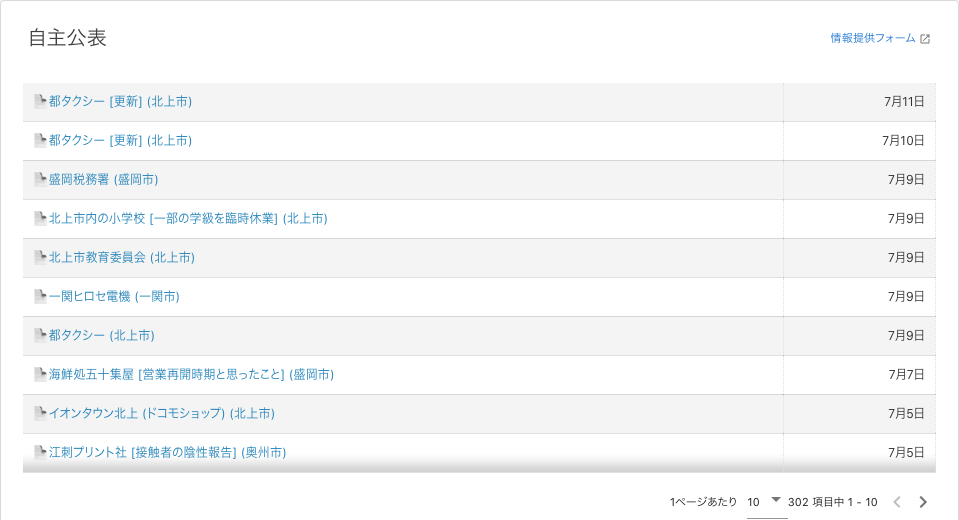 自主公表
情報提供フォーム
都タクシー [更新] (北上市) 7月11日
都タクシー [更新] (北上市) 7月10日
盛岡税務署 (盛岡市) 7月9日
北上市内の小学校 [一部の学級を臨時休業] (北上市) 7月9日
北上市教育委員会 (北上市) 7月9日
一関ヒロセ電機 (一関市) 7月9日
都タクシー (北上市) 7月9日
海鮮処五十集屋 [営業再開時期と思ったこと] (盛岡市) 7月7日
イオンタウン北上 (ドコモショップ) (北上市) 7月5日
江刺プリント社 [接触者の陰性報告] (奥州市) 7月5日
1ページあたり 10 302 項目中 1 - 10